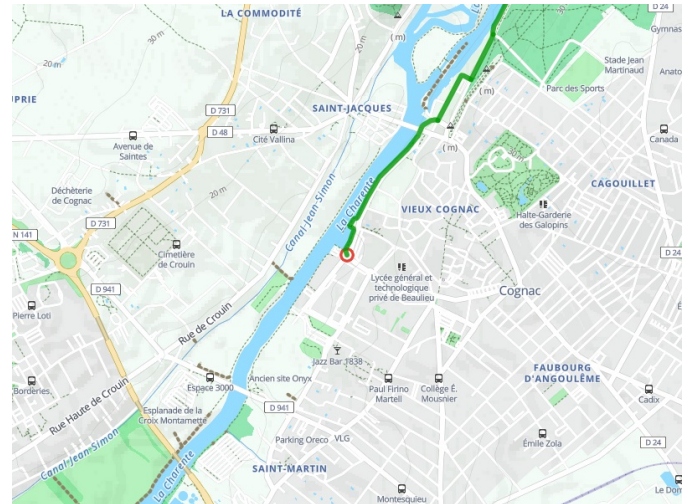 LA COMMODITÉ
D 24
Gymnas
30 m
20 m
( m)
Stade Jean
Martinaud
Anato
UPRIE
D 731
SAINT-JACQUES
( m)
Parc des Sports
D 48
Avenue de
Saintes
Cité Vallina
( m)
Canada
20 m
30 m
Déchèterie
de Cognac
Canal Jean-Simon
La Charente
CAGOUILLET
VIEUX COGNAC
Halte-Garderie
des Galopins
D 731
N 141
Cimetière
de Crouin
D 24
Lycée général et
technologique
privé de Beaulieu
D 941
Cognac
Pierre Loti
Rue de Crouin
Jazz Bar 1838
FAUBOURG
D'ANGOULÊME
Borderies
Espace 3000
Ancien site Onyx
Paul Firino
Martell
Collège É.
Mounier
Cadix
Rue Haute de Crouin
Esplanade de la
Croix Montamette
D 941
Parking Oreco
VLG
Émile Zola
D 24
Canal-Jean-Simon
La Charente
SAINT-MARTIN
Montesquieu
Le Dom